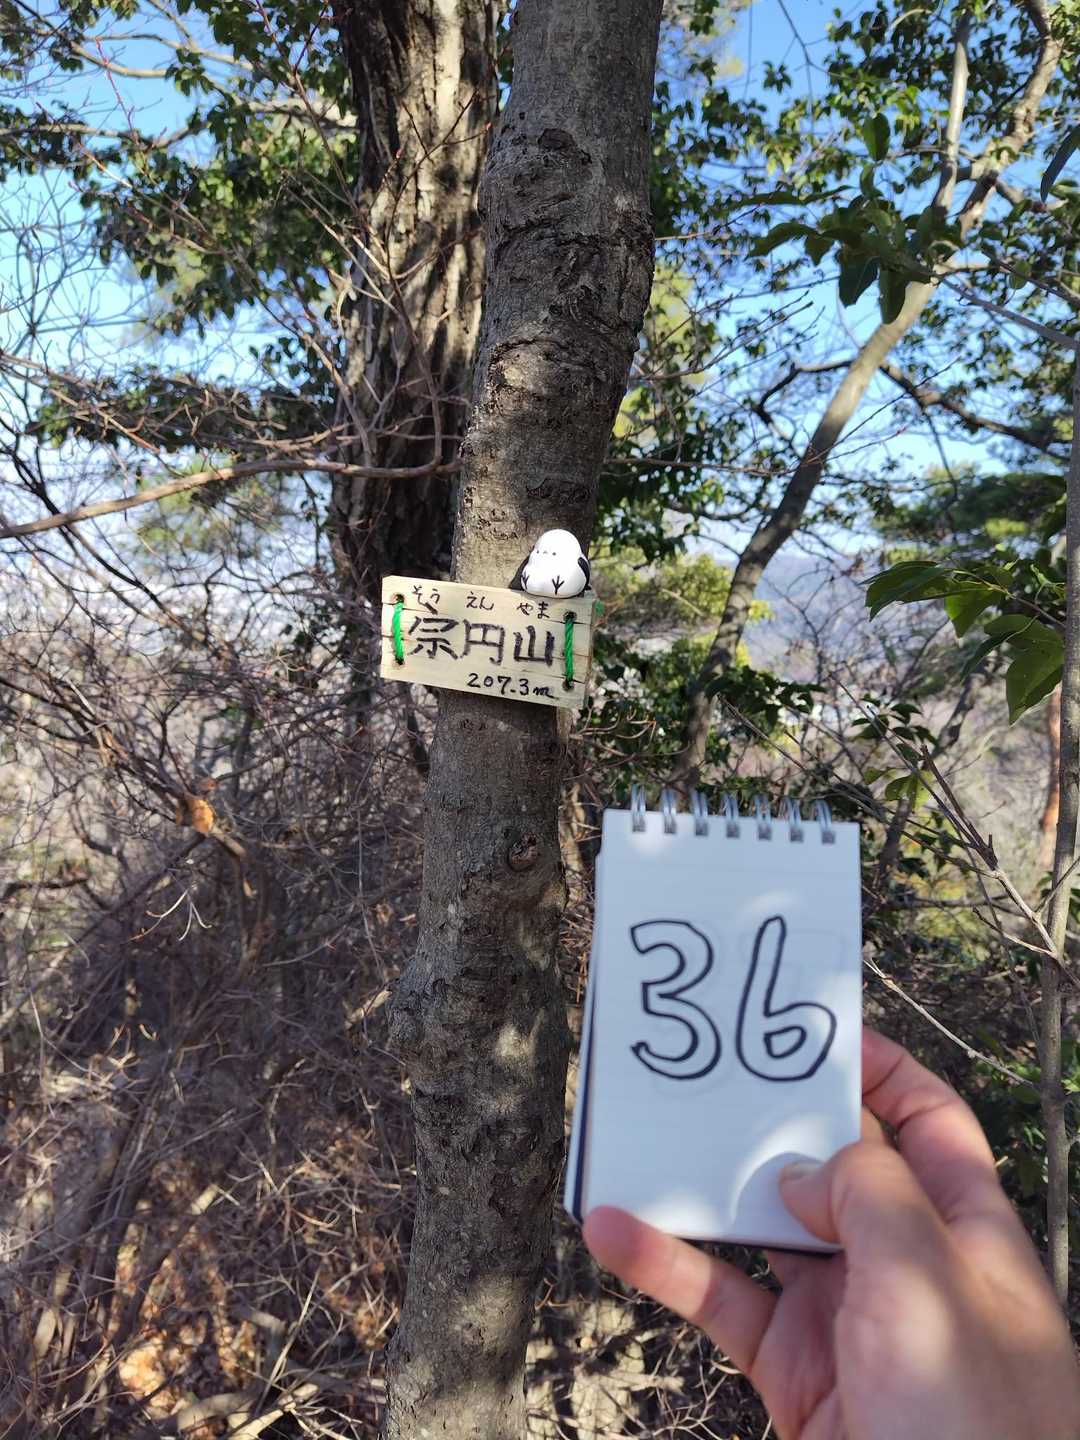 そう えん やま
宗円山
207.3m
36